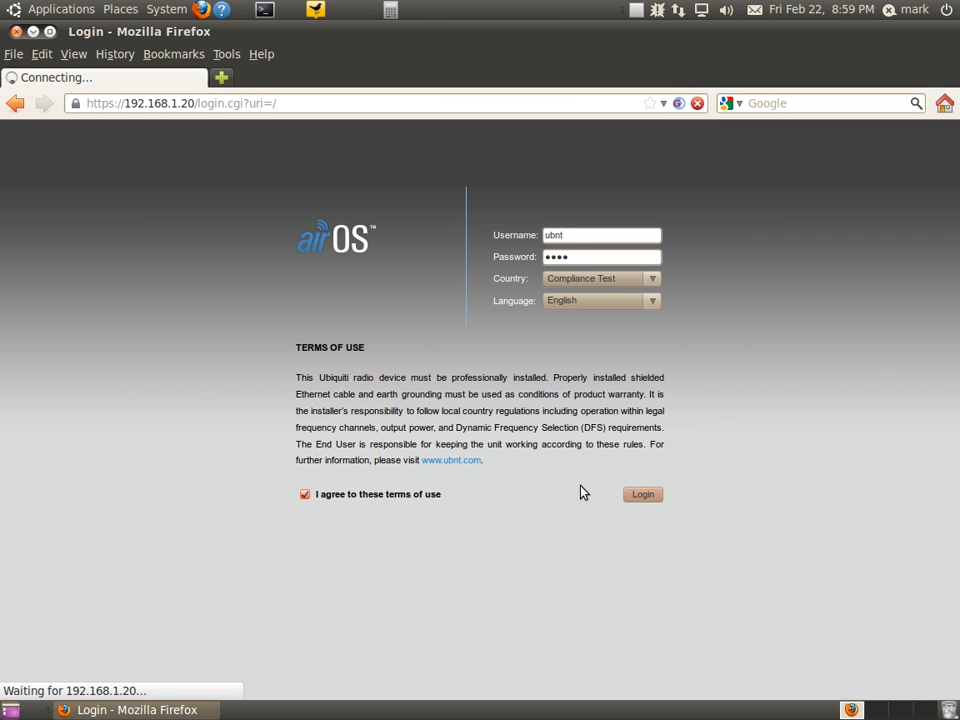 Applications Places System Fri Feb 22, 8:59 PM mark
Login - Mozilla Firefox
File Edit View History Bookmarks Tools Help
Connecting...
https://192.168.1.20/login.cgi?uri=/ Google
airOS™
Username: ubnt
Password: ••••
Country: Compliance Test
Language: English
TERMS OF USE
This Ubiquiti radio device must be professionally installed. Properly installed shielded
Ethernet cable and earth grounding must be used as conditions of product warranty. It is
the installer's responsibility to follow local country regulations including operation within legal
frequency channels, output power, and Dynamic Frequency Selection (DFS) requirements.
The End User is responsible for keeping the unit working according to these rules. For
further information, please visit www.ubnt.com.
I agree to these terms of use Login
Waiting for 192.168.1.20...
Login - Mozilla Firefox